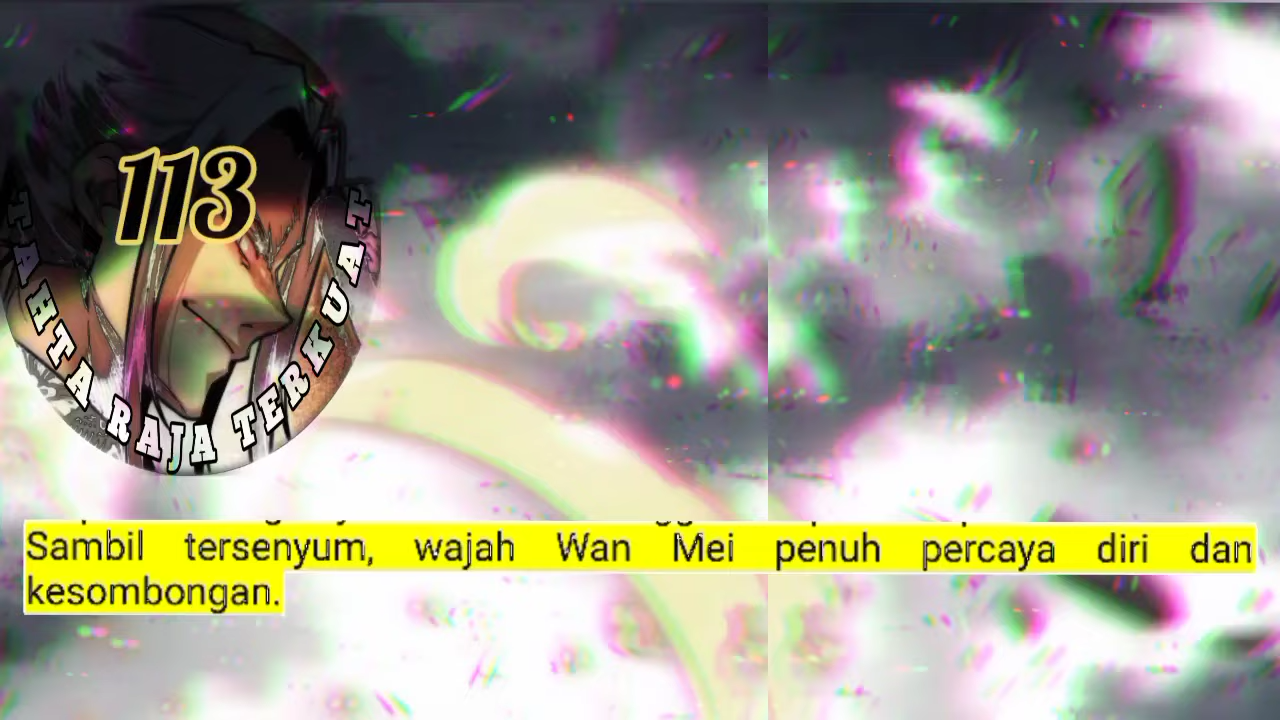 113
TAHTA RAJA TERKUAT
Sambil tersenyum, wajah Wan Mei penuh percaya diri dan
kesombongan.